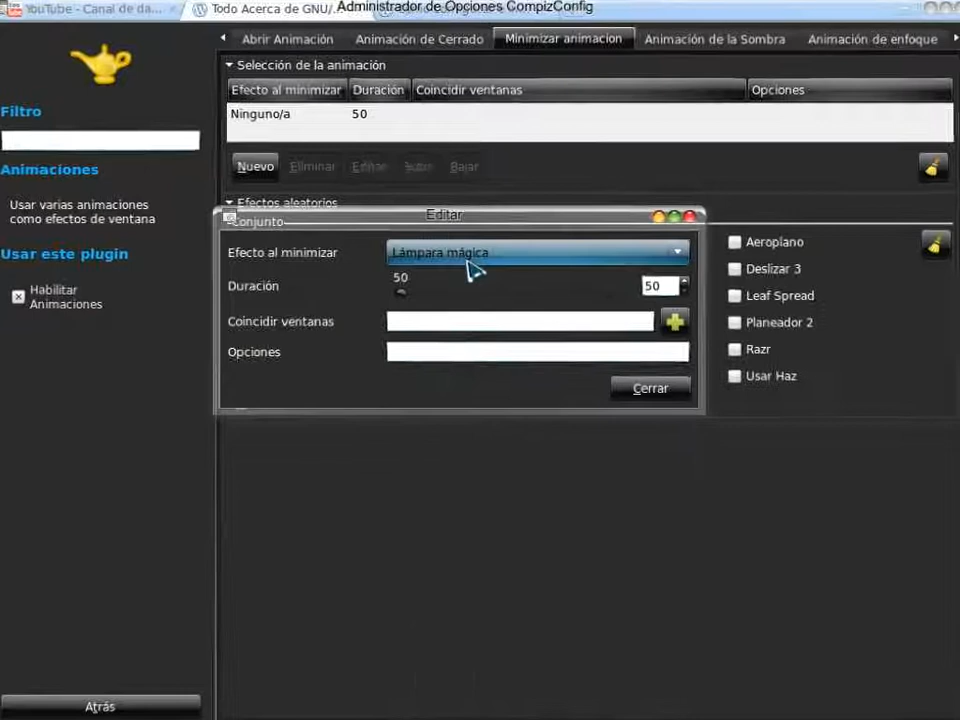 YouTube - Canal de da...
Todo Acerca de GNU/...
Administrador de Opciones CompizConfig
Filtro
Animaciones
Usar varias animaciones
como efectos de ventana
Usar este plugin
Habilitar
Animaciones
Atrás
Abrir Animación
Animación de Cerrado
Minimizar animacion
Animación de la Sombra
Animación de enfoque
Selección de la animación
Efecto al minimizar
Duración
Coincidir ventanas
Opciones
Ninguno/a
50
Nuevo
Eliminar
Editar
Bajar
Efectos aleatorios
Editar
Conjunto
Efecto al minimizar
Lámpara mágica
Duración
50
50
Coincidir ventanas
Opciones
Cerrar
Aeroplano
Deslizar 3
Leaf Spread
Planeador 2
Razr
Usar Haz